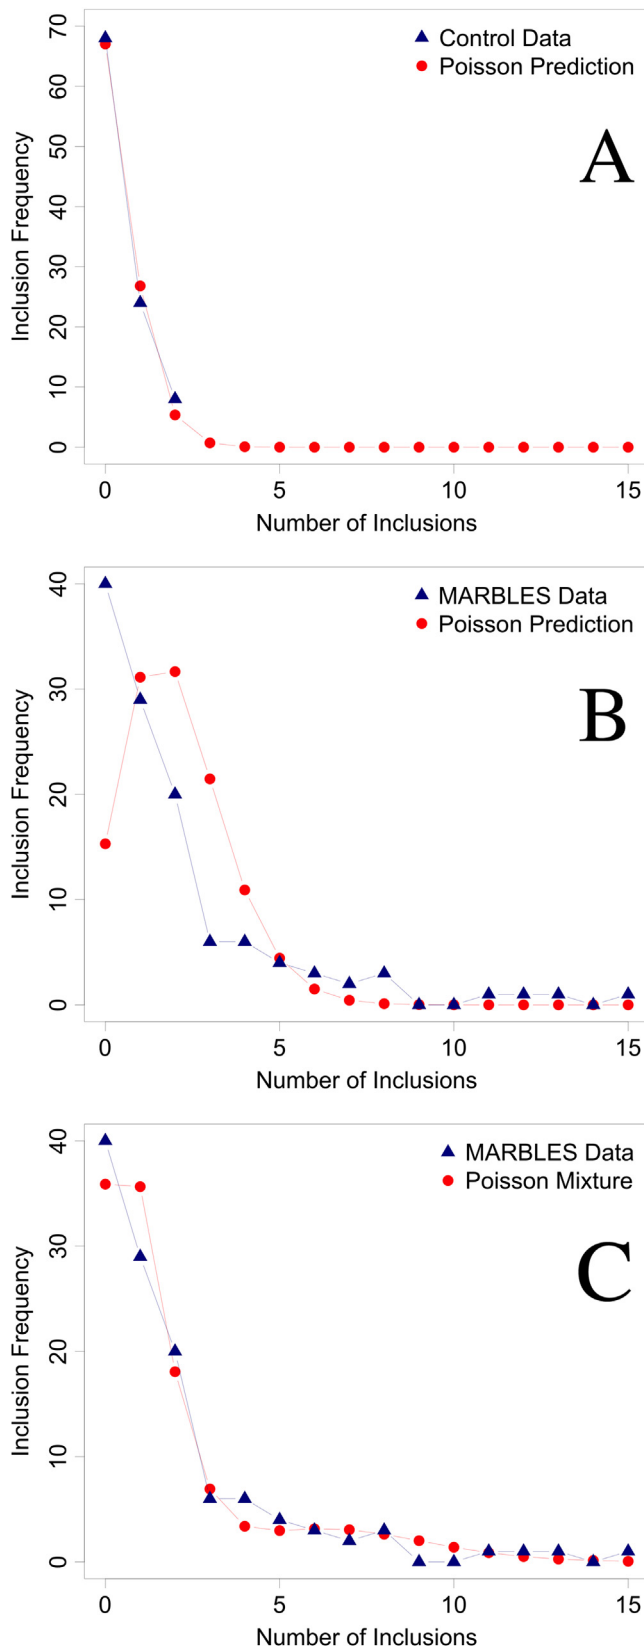 Control Data
Poisson Prediction
A
Inclusion Frequency
70
60
50
40
30
20
10
0
0 5 10 15
Number of Inclusions
MARBLES Data
Poisson Prediction
B
Inclusion Frequency
40
30
20
10
0
0 5 10 15
Number of Inclusions
MARBLES Data
Poisson Mixture
C
Inclusion Frequency
40
30
20
10
0
0 5 10 15
Number of Inclusions